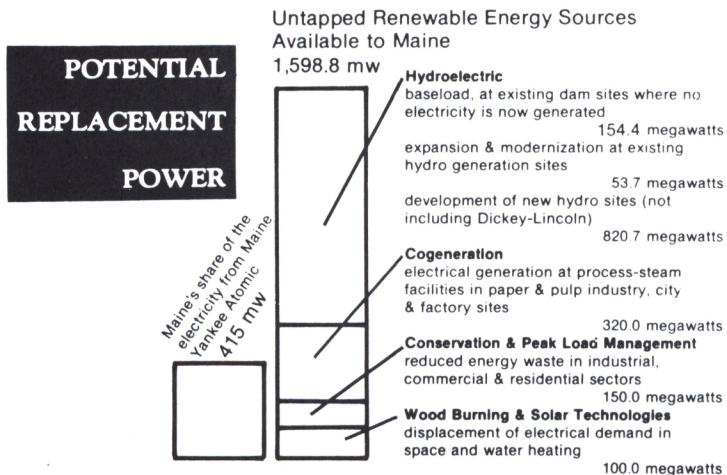 POTENTIAL
REPLACEMENT
POWER
Untapped Renewable Energy Sources
Available to Maine
1,598.8 mw
Maine's share of the
electricity from Maine
Yankee Atomic
415 mw
Hydroelectric
baseload, at existing dam sites where no
electricity is now generated
154.4 megawatts
expansion & modernization at existing
hydro generation sites
53.7 megawatts
development of new hydro sites (not
including Dickey-Lincoln)
820.7 megawatts
Cogeneration
electrical generation at process-steam
facilities in paper & pulp industry, city
& factory sites
320.0 megawatts
Conservation & Peak Load Management
reduced energy waste in industrial,
commercial & residential sectors
150.0 megawatts
Wood Burning & Solar Technologies
displacement of electrical demand in
space and water heating
100.0 megawatts